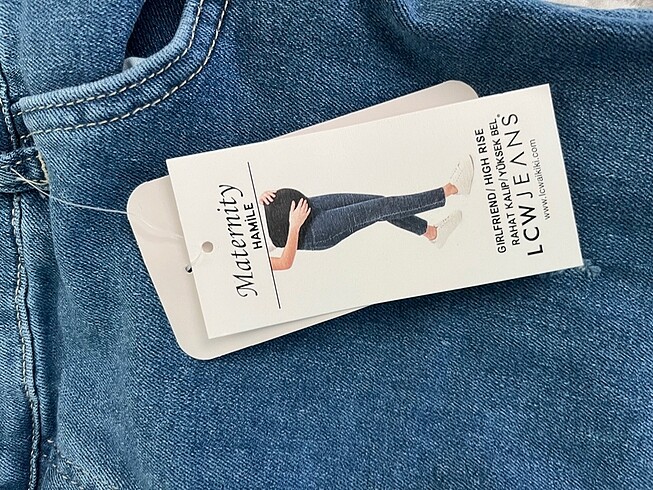 Maternity
HAMİLE
GIRLFRIEND/ HIGH RISE
RAHAT KALIP/YÜKSEK BEL
LCWJEANS®
www.lcwaikiki.com